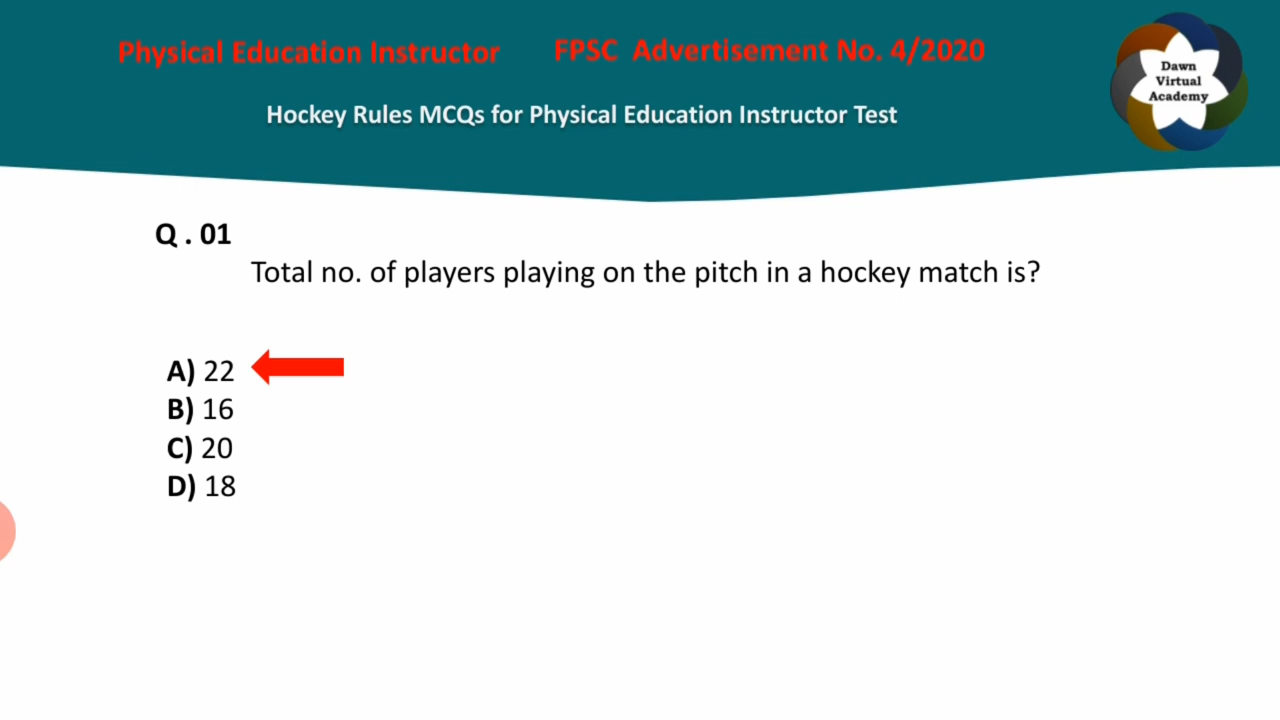 Physical Education Instructor FPSC Advertisement No. 4/2020
Hockey Rules MCQs for Physical Education Instructor Test
Dawn
Virtual
Academy
Q . 01
Total no. of players playing on the pitch in a hockey match is?
A) 22
B) 16
C) 20
D) 18